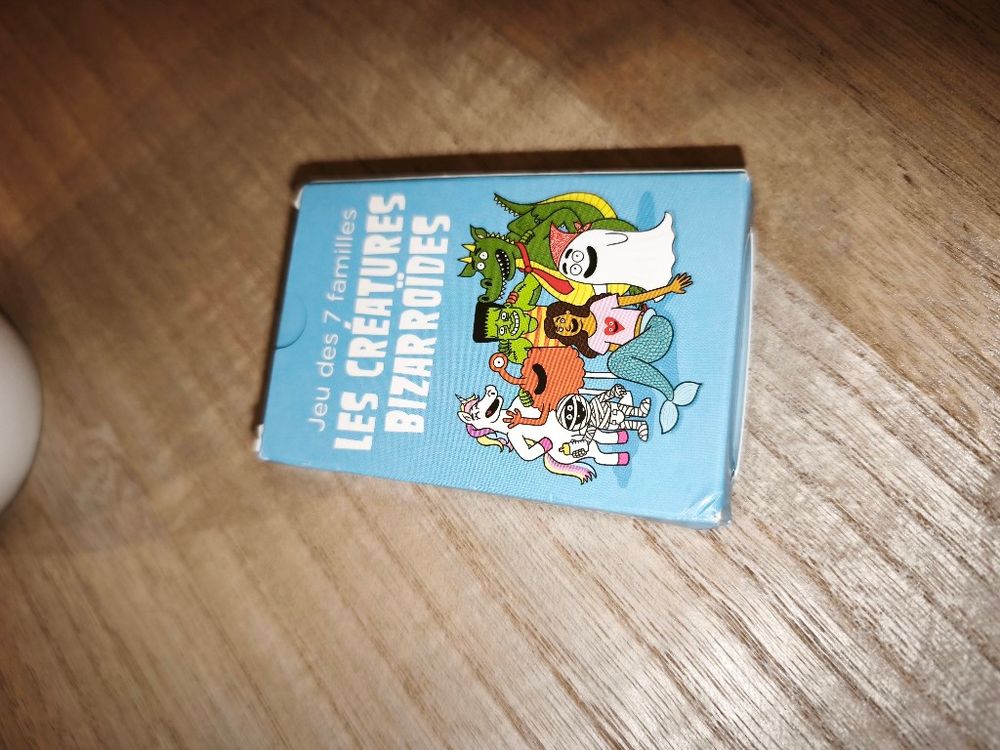 Jeu des 7 familles
LES CRÉATURES
BIZARROÏDES